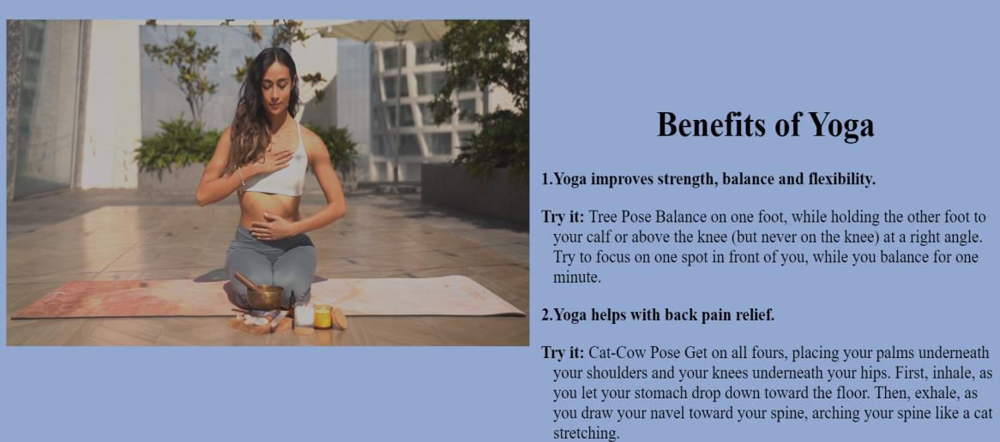 Benefits of Yoga
1.Yoga improves strength, balance and flexibility.
Try it: Tree Pose Balance on one foot, while holding the other foot to
your calf or above the knee (but never on the knee) at a right angle.
Try to focus on one spot in front of you, while you balance for one
minute.
2.Yoga helps with back pain relief.
Try it: Cat-Cow Pose Get on all fours, placing your palms underneath
your shoulders and your knees underneath your hips. First, inhale, as
you let your stomach drop down toward the floor. Then, exhale, as
you draw your navel toward your spine, arching your spine like a cat
stretching.